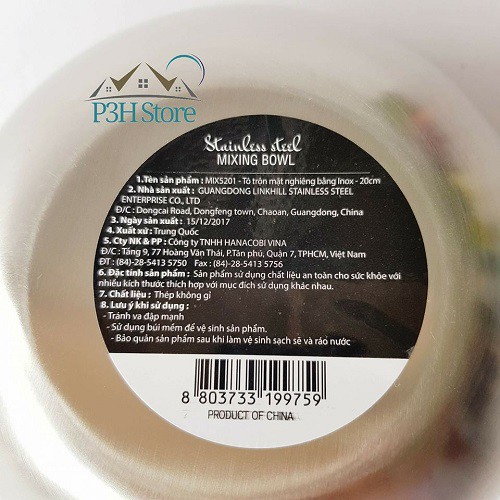 P3H Store
Stainless steel
MIXING BOWL
1.Tên sản phẩm : MIX5201 - Tô trộn mặt nghiêng bằng Inox - 20cm
2. Nhà sản xuất : GUANGDONG LINKHILL STAINLESS STEEL
ENTERPRISE CO., LTD
Đ/C : Dongcai Road, Dongfeng town, Chaoan, Guangdong, China
3. Ngày sản xuất : 15/12/2017
4. Xuất xứ : Trung Quốc
5. Cty NK & PP : Công ty TNHH HANACOBI VINA
Đ/C : Tầng 9, 77 Hoàng Văn Thái, P.Tân phú, Quận 7, TPHCM, Việt Nam
ĐT : (84)-28-5413 5750 Fax : (84)-28-5413 5756
6. Đặc tính sản phẩm : Sản phẩm sử dụng chất liệu an toàn cho sức khỏe với
nhiều kích thước thích hợp với mục đích sử dụng khác nhau.
7. Chất liệu : Thép không gỉ
8. Lưu ý khi sử dụng :
- Tránh va đập mạnh
- Sử dụng búi mềm để vệ sinh sản phẩm.
- Bảo quản sản phẩm sau khi làm vệ sinh sạch sẽ và ráo nước
8 803733 199759
PRODUCT OF CHINA